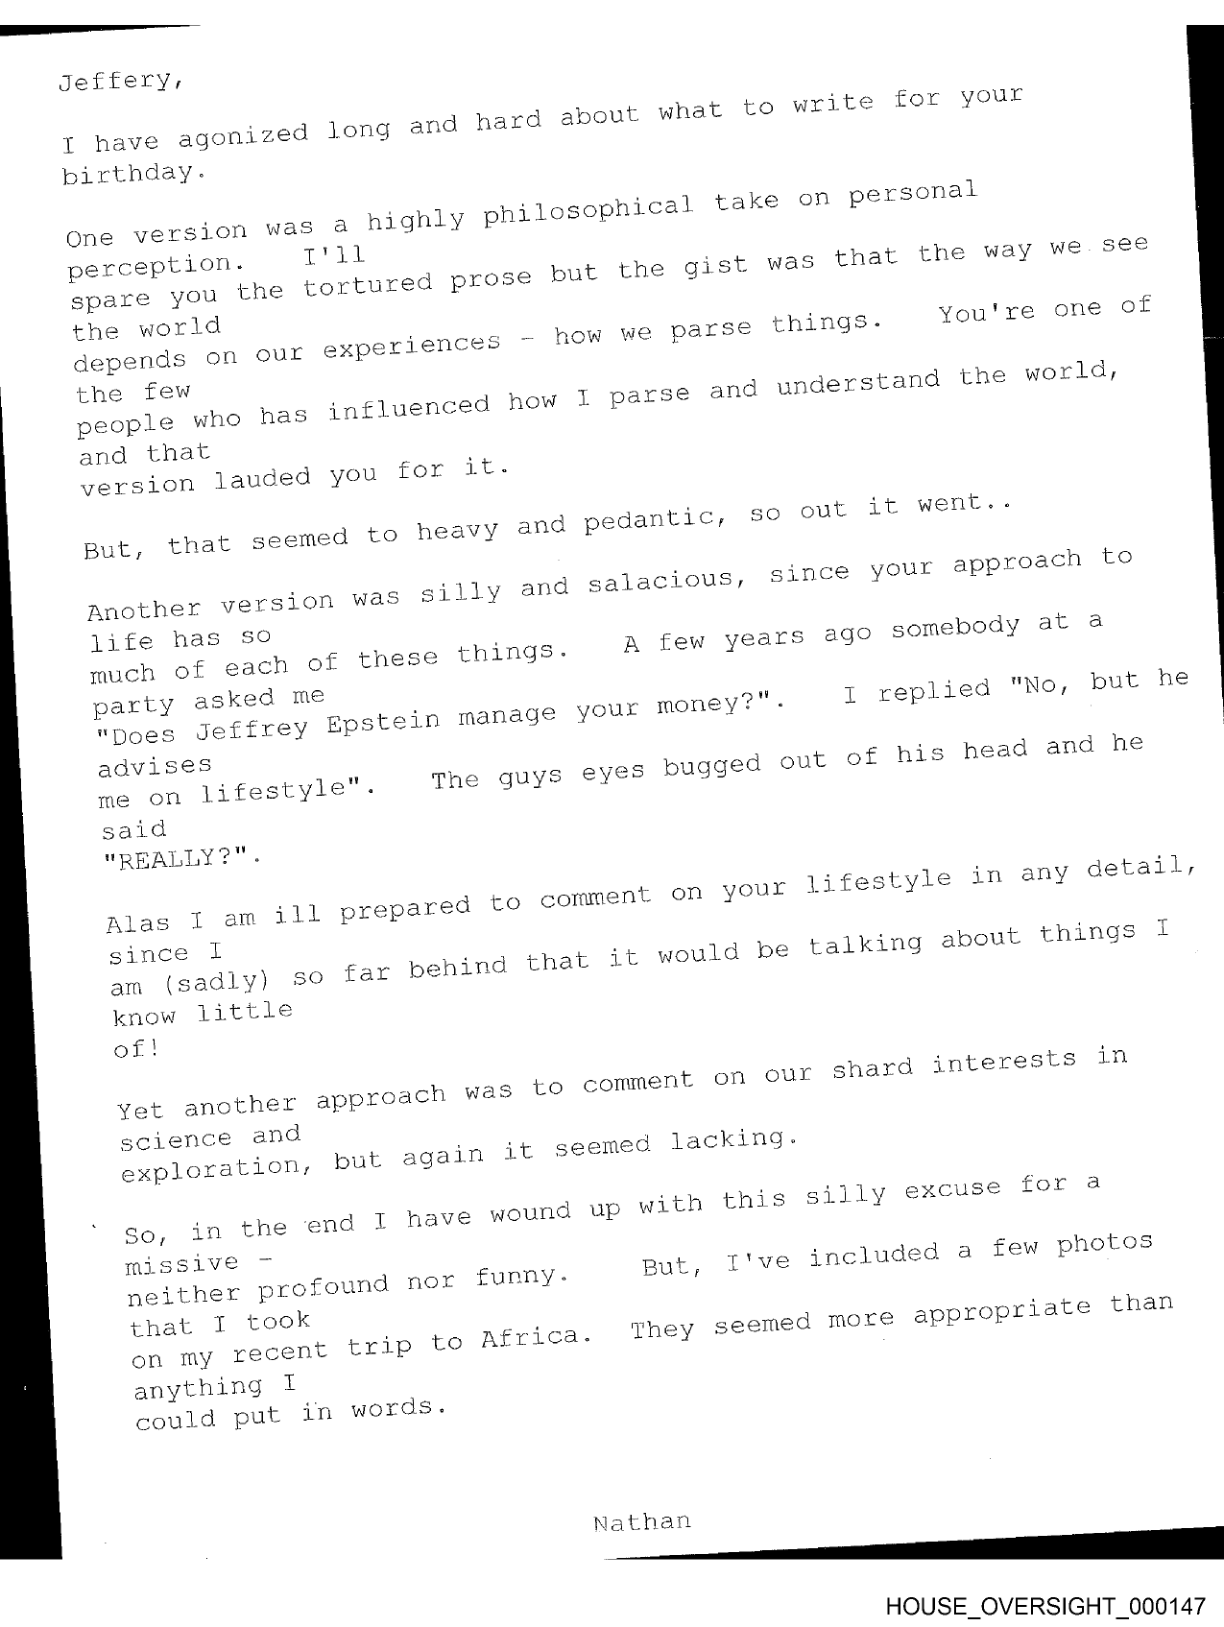 Jeffery,
I have agonized long and hard about what to write for your
birthday.
One version was a highly philosophical take on personal
perception. I'll
spare you the tortured prose but the gist was that the way we see
the world
depends on our experiences - how we parse things. You're one of
the few
people who has influenced how I parse and understand the world,
and that
version lauded you for it.
But, that seemed to heavy and pedantic, so out it went..
Another version was silly and salacious, since your approach to
life has so
much of each of these things. A few years ago somebody at a
party asked me
"Does Jeffrey Epstein manage your money?". I replied "No, but he
advises
me on lifestyle". The guys eyes bugged out of his head and he
said
"REALLY?".
Alas I am ill prepared to comment on your lifestyle in any detail,
since I
am (sadly) so far behind that it would be talking about things I
know little
of!
Yet another approach was to comment on our shard interests in
science and
exploration, but again it seemed lacking.
So, in the end I have wound up with this silly excuse for a
missive -
neither profound nor funny. But, I've included a few photos
that I took
on my recent trip to Africa. They seemed more appropriate than
anything I
could put in words.
Nathan
HOUSE_OVERSIGHT_000147